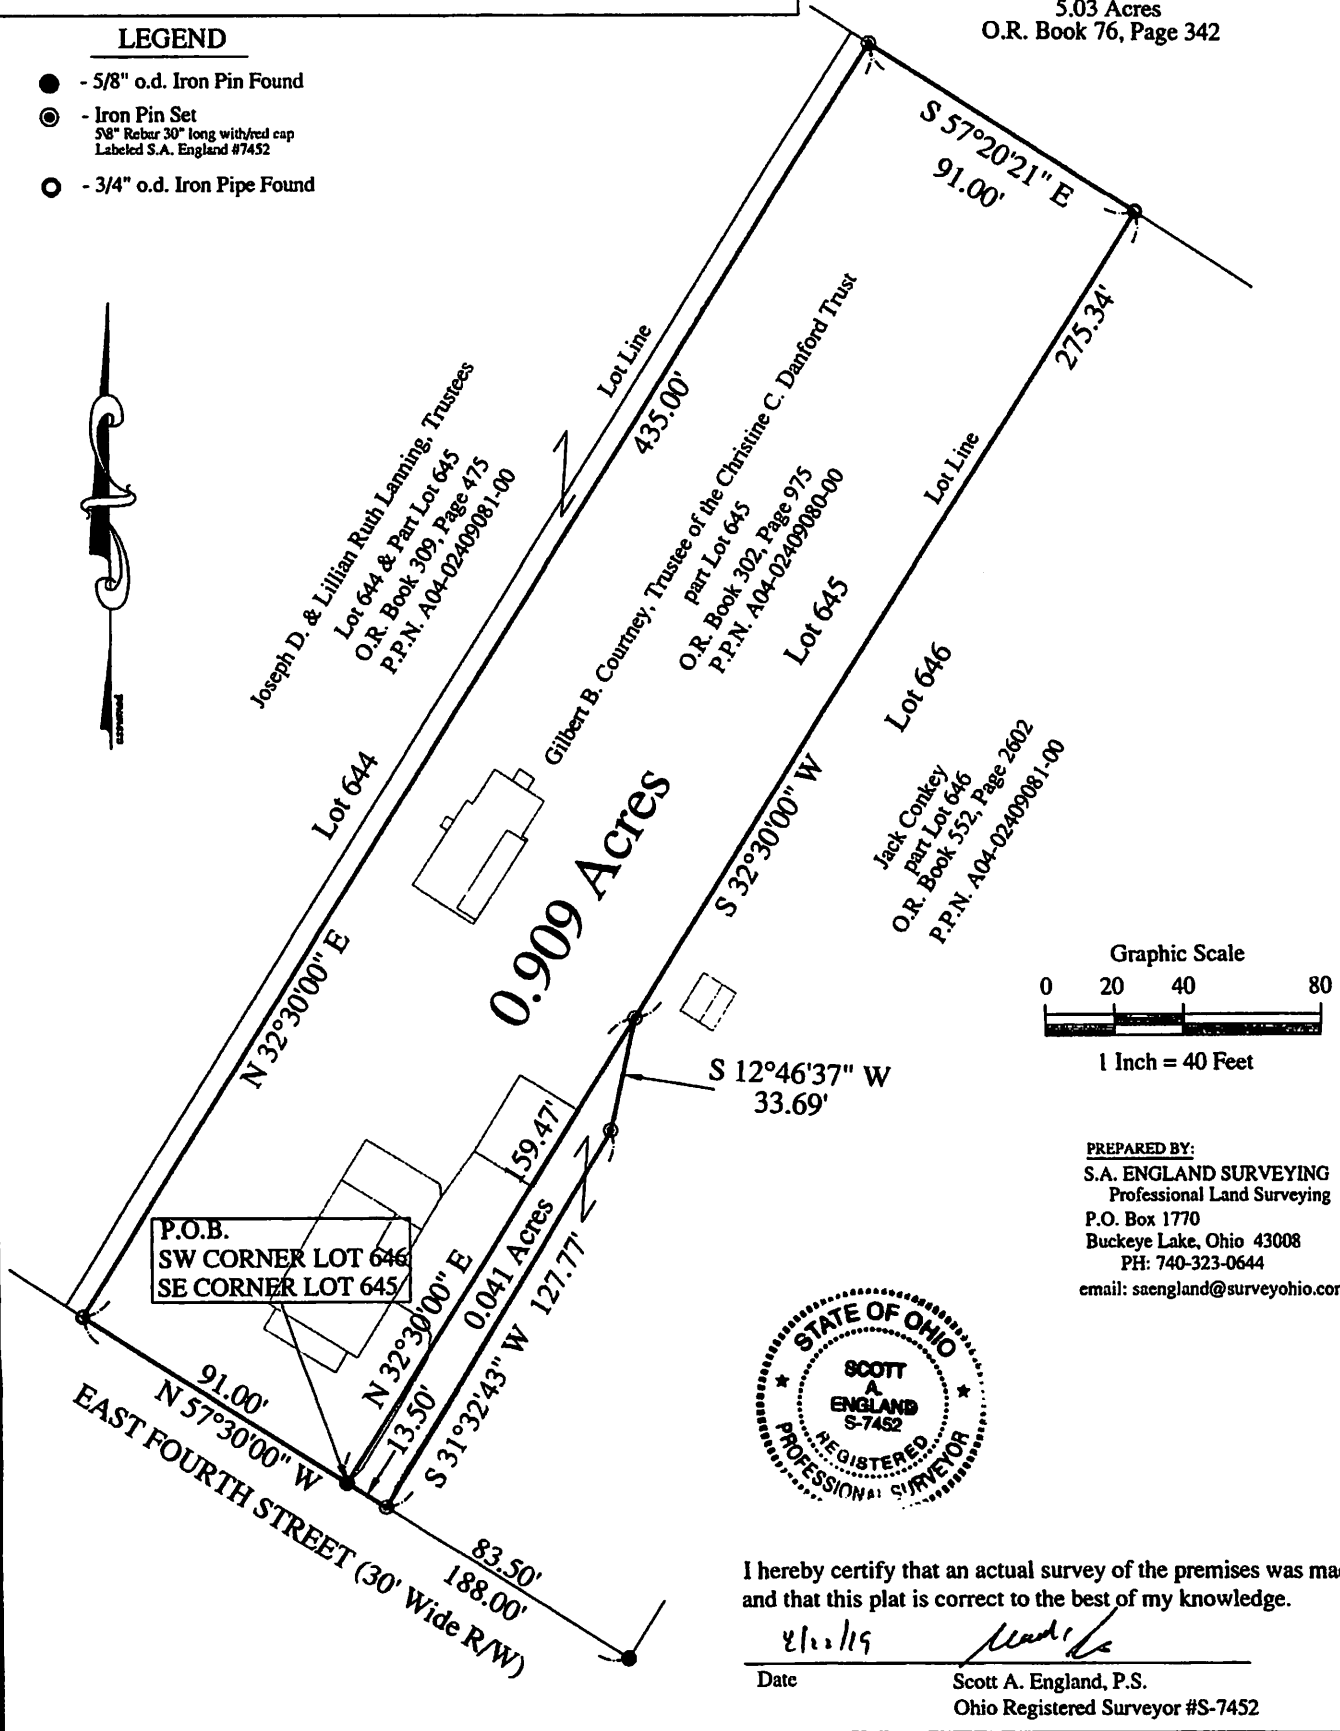 5.03 Acres
O.R. Book 76, Page 342
LEGEND
- 5/8" o.d. Iron Pin Found
- Iron Pin Set
5/8" Rebar 30" long with/red cap
Labeled S.A. England #7452
- 3/4" o.d. Iron Pipe Found
S 57°20'21" E
91.00'
275.34'
Lot Line
435.00'
Lot Line
Joseph D. & Lillian Ruth Lanning, Trustees
Lot 644 & Part Lot 645
O.R. Book 309, Page 475
P.P.N. A04-02409081-00
Gilbert B. Courtney, Trustee of the Christine C. Danford Trust
part Lot 645
O.R. Book 302, Page 975
P.P.N. A04-02409080-00
Lot 645
Lot 646
Jack Conkey
part Lot 646
O.R. Book 552, Page 2602
P.P.N. A04-02409081-00
Lot 644
0.909 Acres
S 32°30'00" W
N 32°30'00" E
Graphic Scale
0 20 40 80
1 Inch = 40 Feet
S 12°46'37" W
33.69'
159.47'
PREPARED BY:
S.A. ENGLAND SURVEYING
Professional Land Surveying
P.O. Box 1770
Buckeye Lake, Ohio 43008
PH: 740-323-0644
email: saengland@surveyohio.com
P.O.B.
SW CORNER LOT 646
SE CORNER LOT 645
N 32°30'00" E
0.041 Acres
S 31°32'43" W 127.77'
13.50'
91.00'
N 57°30'00" W
EAST FOURTH STREET (30' Wide R/W)
83.50'
188.00'
STATE OF OHIO
SCOTT
A.
ENGLAND
S-7452
REGISTERED
PROFESSIONAL SURVEYOR
I hereby certify that an actual survey of the premises was ma
and that this plat is correct to the best of my knowledge.
Date
Scott A. England, P.S.
Ohio Registered Surveyor #S-7452